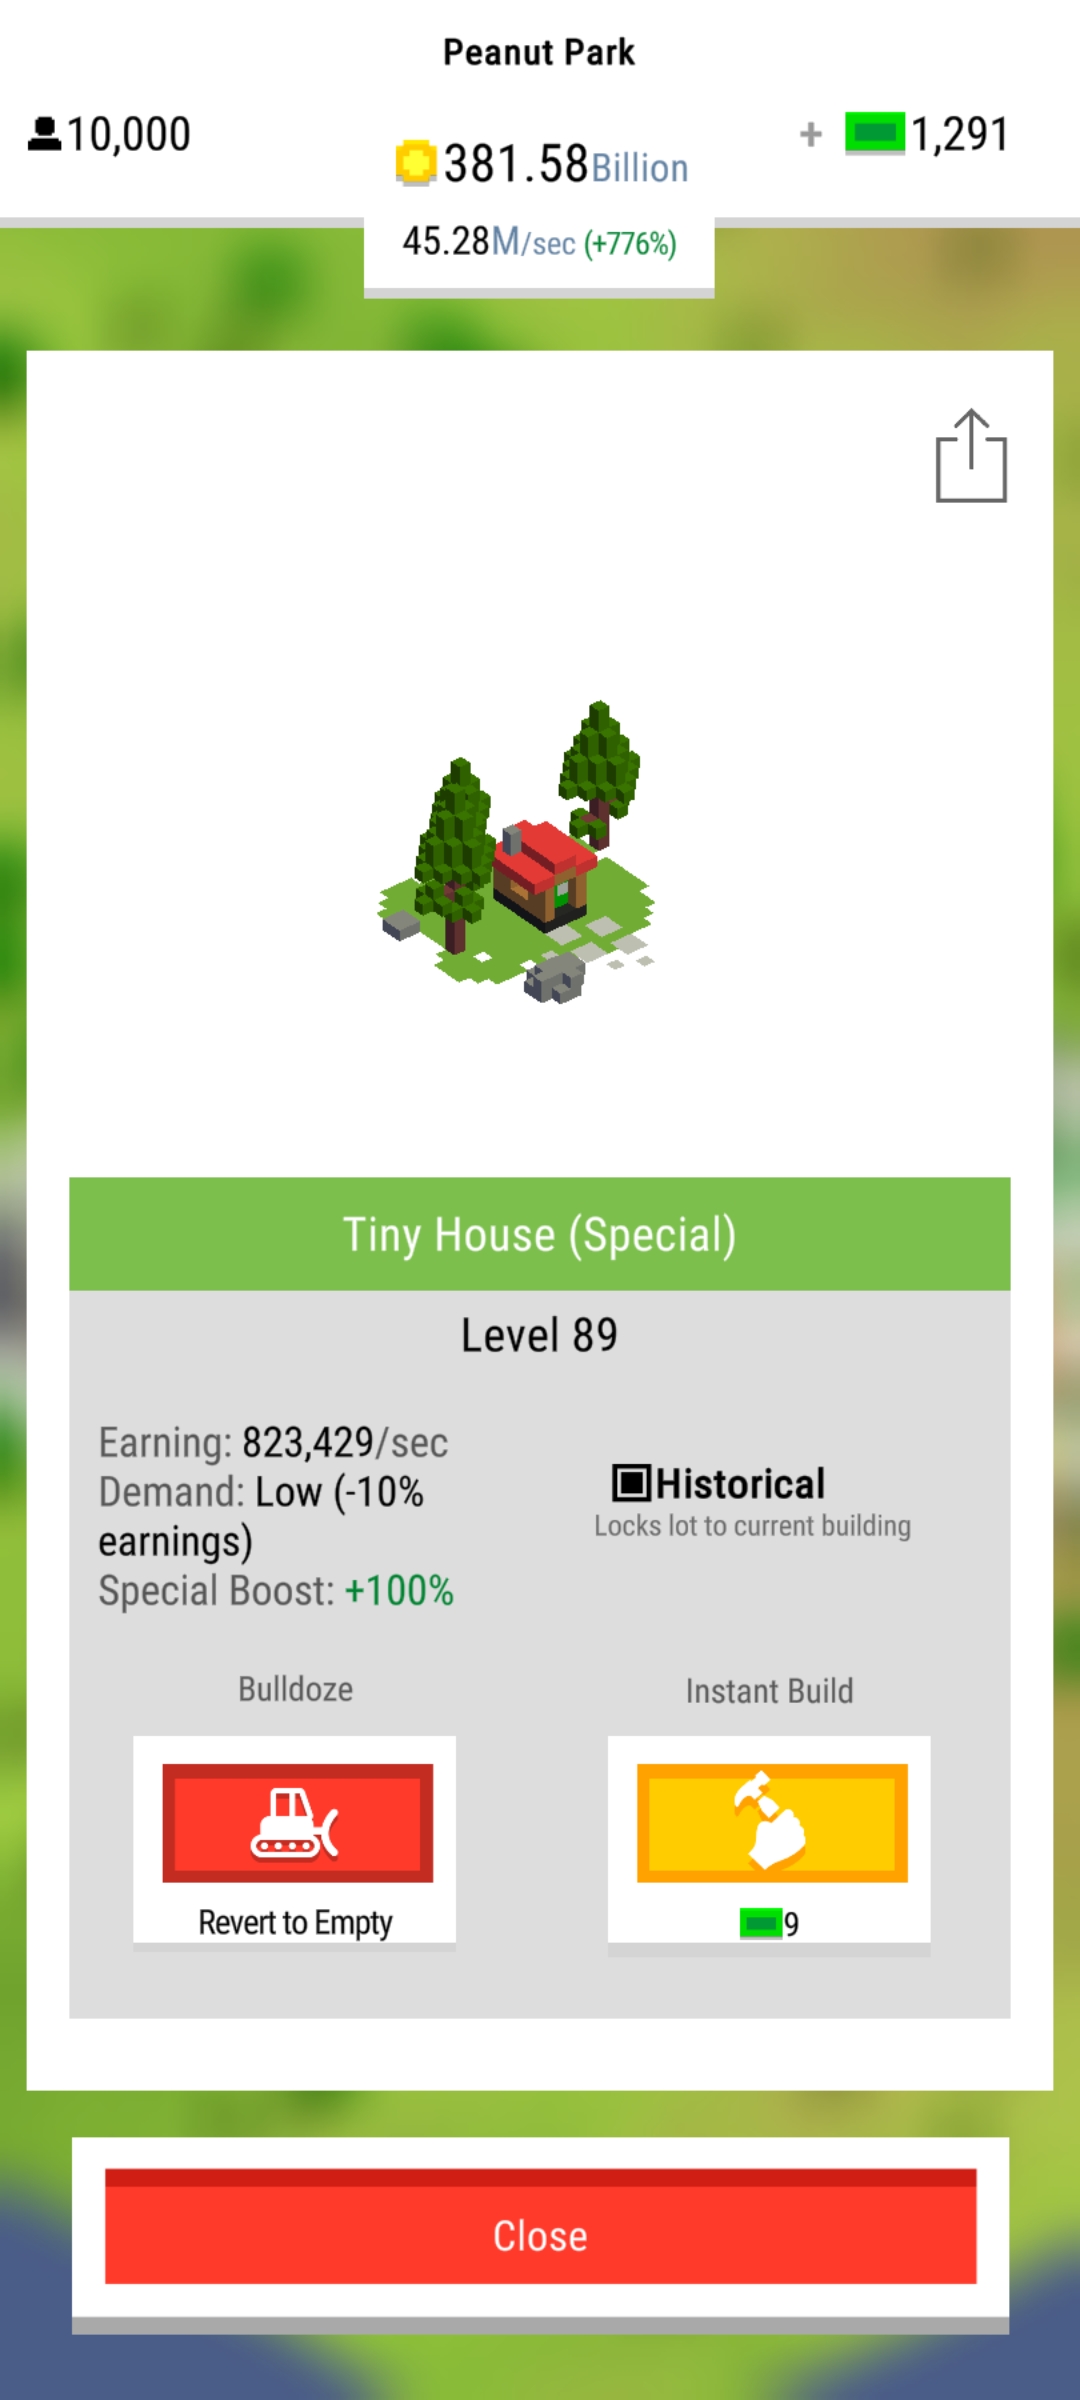 Peanut Park
10,000
381.58Billion
+ 1,291
45.28M/sec (+776%)
Tiny House (Special)
Level 89
Earning: 823,429/sec
Demand: Low (-10%
earnings)
Special Boost: +100%
Historical
Locks lot to current building
Bulldoze
Instant Build
Revert to Empty
9
Close